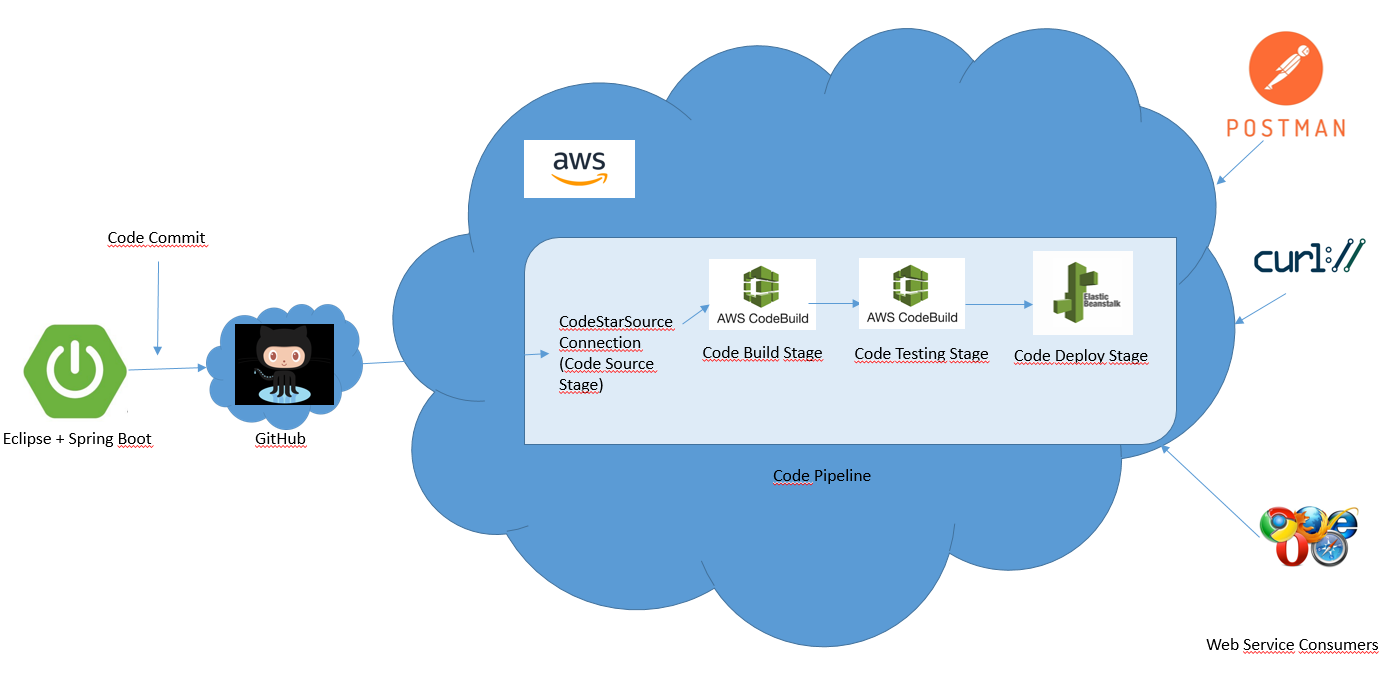 POSTMAN
aws
Code Commit
curl://
CodeStarSource
Connection
(Code Source
Stage)
AWS CodeBuild
Code Build Stage
AWS CodeBuild
Code Testing Stage
Elastic
Beanstalk
Code Deploy Stage
Eclipse + Spring Boot
GitHub
Code Pipeline
Web Service Consumers